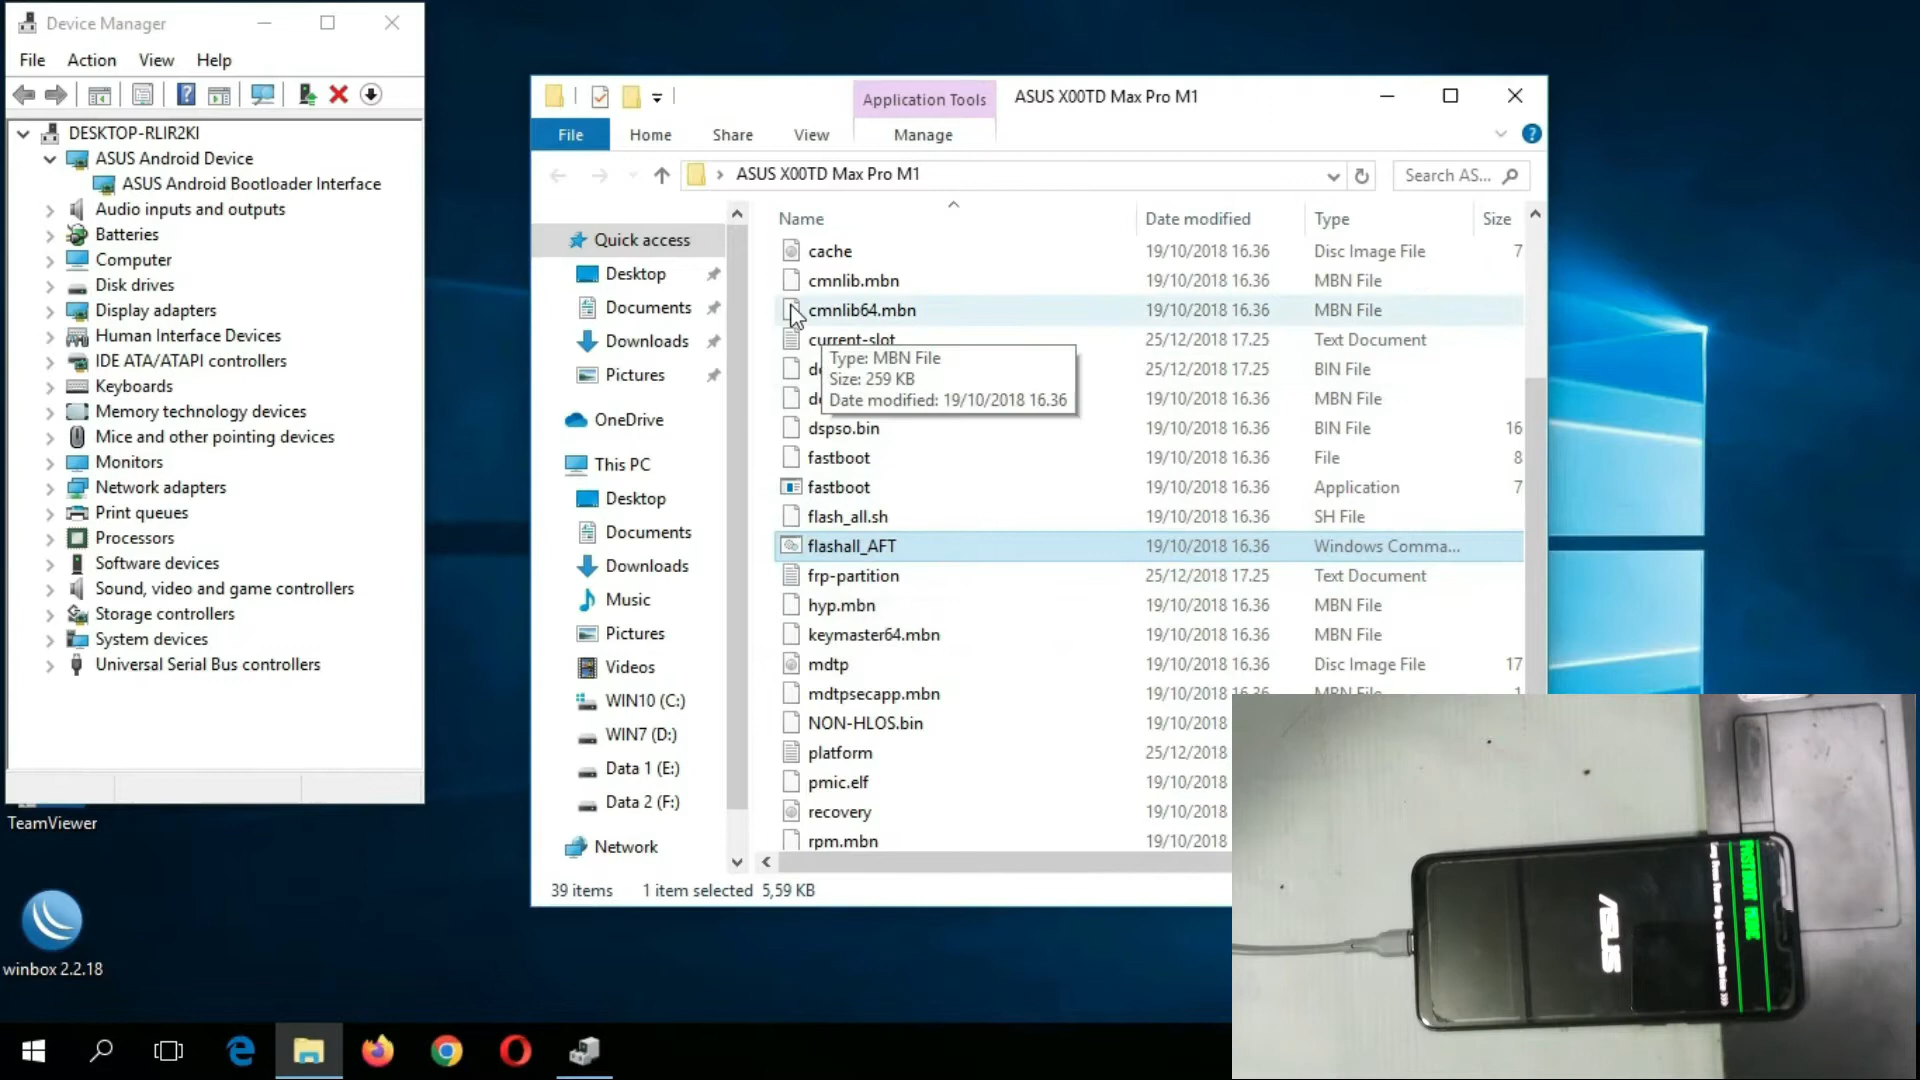 Device Manager
File Action View Help
DESKTOP-RLIR2KI
ASUS Android Device
ASUS Android Bootloader Interface
Audio inputs and outputs
Batteries
Computer
Disk drives
Display adapters
Human Interface Devices
IDE ATA/ATAPI controllers
Keyboards
Memory technology devices
Mice and other pointing devices
Monitors
Network adapters
Print queues
Processors
Software devices
Sound, video and game controllers
Storage controllers
System devices
Universal Serial Bus controllers
TeamViewer
winbox 2.2.18
Application Tools
ASUS X00TD Max Pro M1
File Home Share View Manage
ASUS X00TD Max Pro M1
Search AS...
Quick access
Desktop
Documents
Downloads
Pictures
OneDrive
This PC
Desktop
Documents
Downloads
Music
Pictures
Videos
WIN10 (C:)
WIN7 (D:)
Data 1 (E:)
Data 2 (F:)
Network
Name Date modified Type Size
cache 19/10/2018 16.36 Disc Image File 7
cmnlib.mbn 19/10/2018 16.36 MBN File
cmnlib64.mbn 19/10/2018 16.36 MBN File
current-slot 25/12/2018 17.25 Text Document
25/12/2018 17.25 BIN File
19/10/2018 16.36 MBN File
Type: MBN File
Size: 259 KB
Date modified: 19/10/2018 16.36
dspso.bin 19/10/2018 16.36 BIN File 16
fastboot 19/10/2018 16.36 File 8
fastboot 19/10/2018 16.36 Application 7
flash_all.sh 19/10/2018 16.36 SH File
flashall_AFT 19/10/2018 16.36 Windows Comma...
frp-partition 25/12/2018 17.25 Text Document
hyp.mbn 19/10/2018 16.36 MBN File
keymaster64.mbn 19/10/2018 16.36 MBN File
mdtp 19/10/2018 16.36 Disc Image File 17
mdtpsecapp.mbn 19/10/2018 16.36 MBN File 1
NON-HLOS.bin 19/10/2018
platform 25/12/2018
pmic.elf 19/10/2018
recovery 19/10/2018
rpm.mbn 19/10/2018
39 items 1 item selected 5,59 KB
FASTBOOT MODE
ASUS